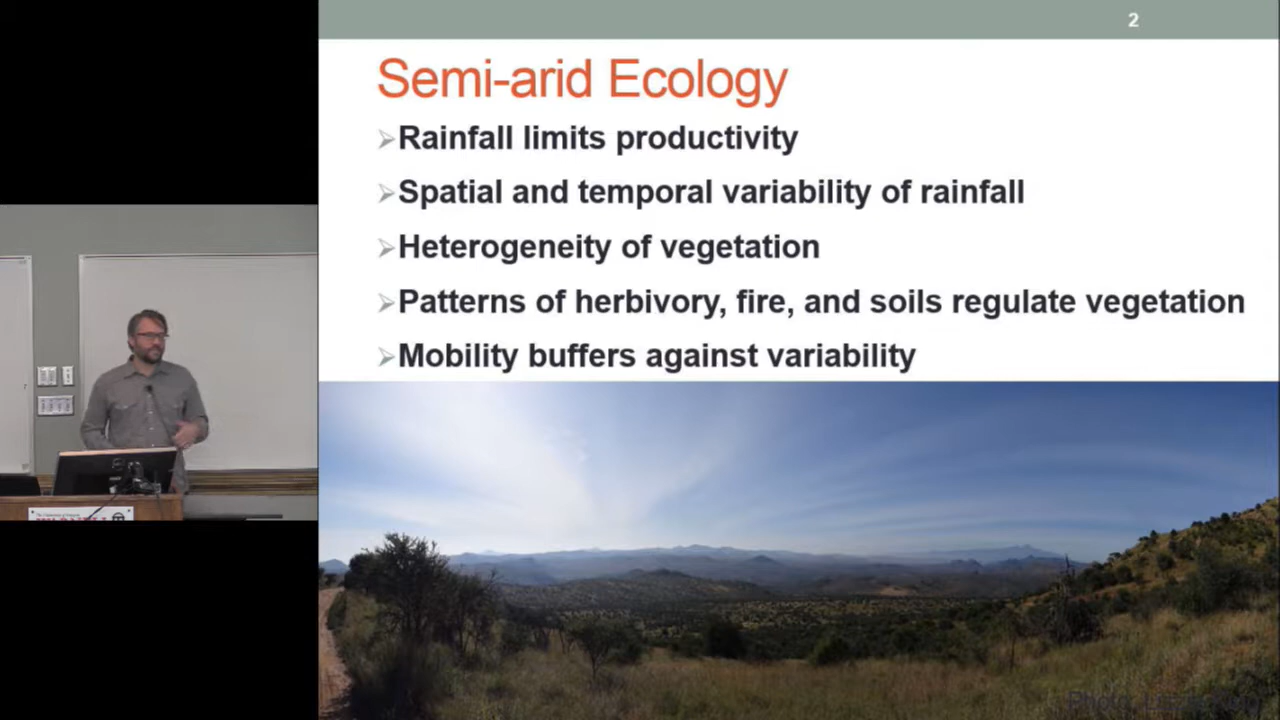 2
Semi-arid Ecology
➢Rainfall limits productivity
➢Spatial and temporal variability of rainfall
➢Heterogeneity of vegetation
➢Patterns of herbivory, fire, and soils regulate vegetation
➢Mobility buffers against variability
Photo: